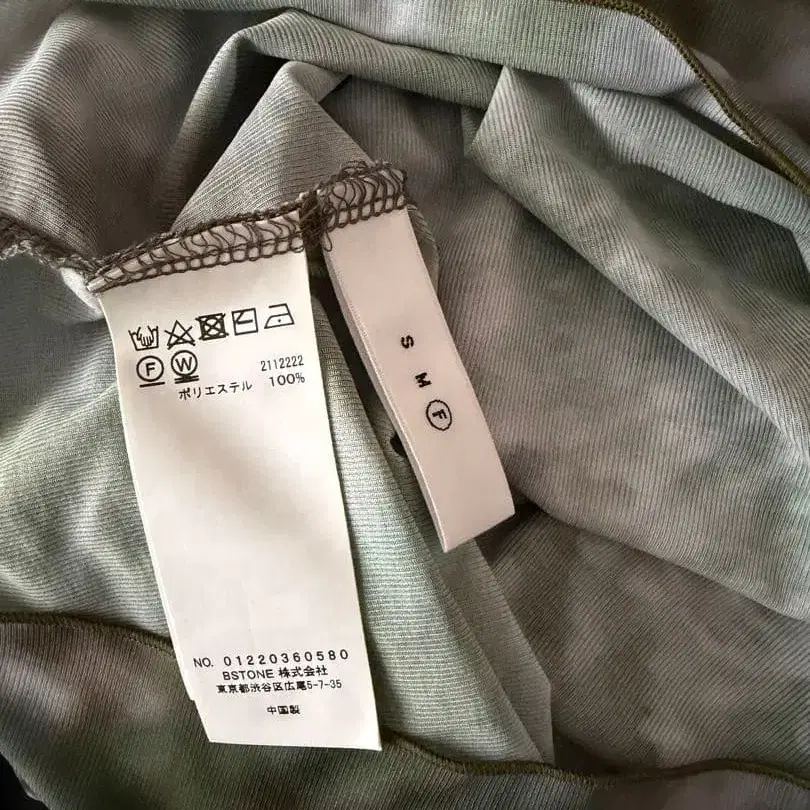 F W
2112222
ポリエステル 100%
NO. 01220360580
BSTONE 株式会社
東京都渋谷区広尾5-7-35
中国製
S
M
F